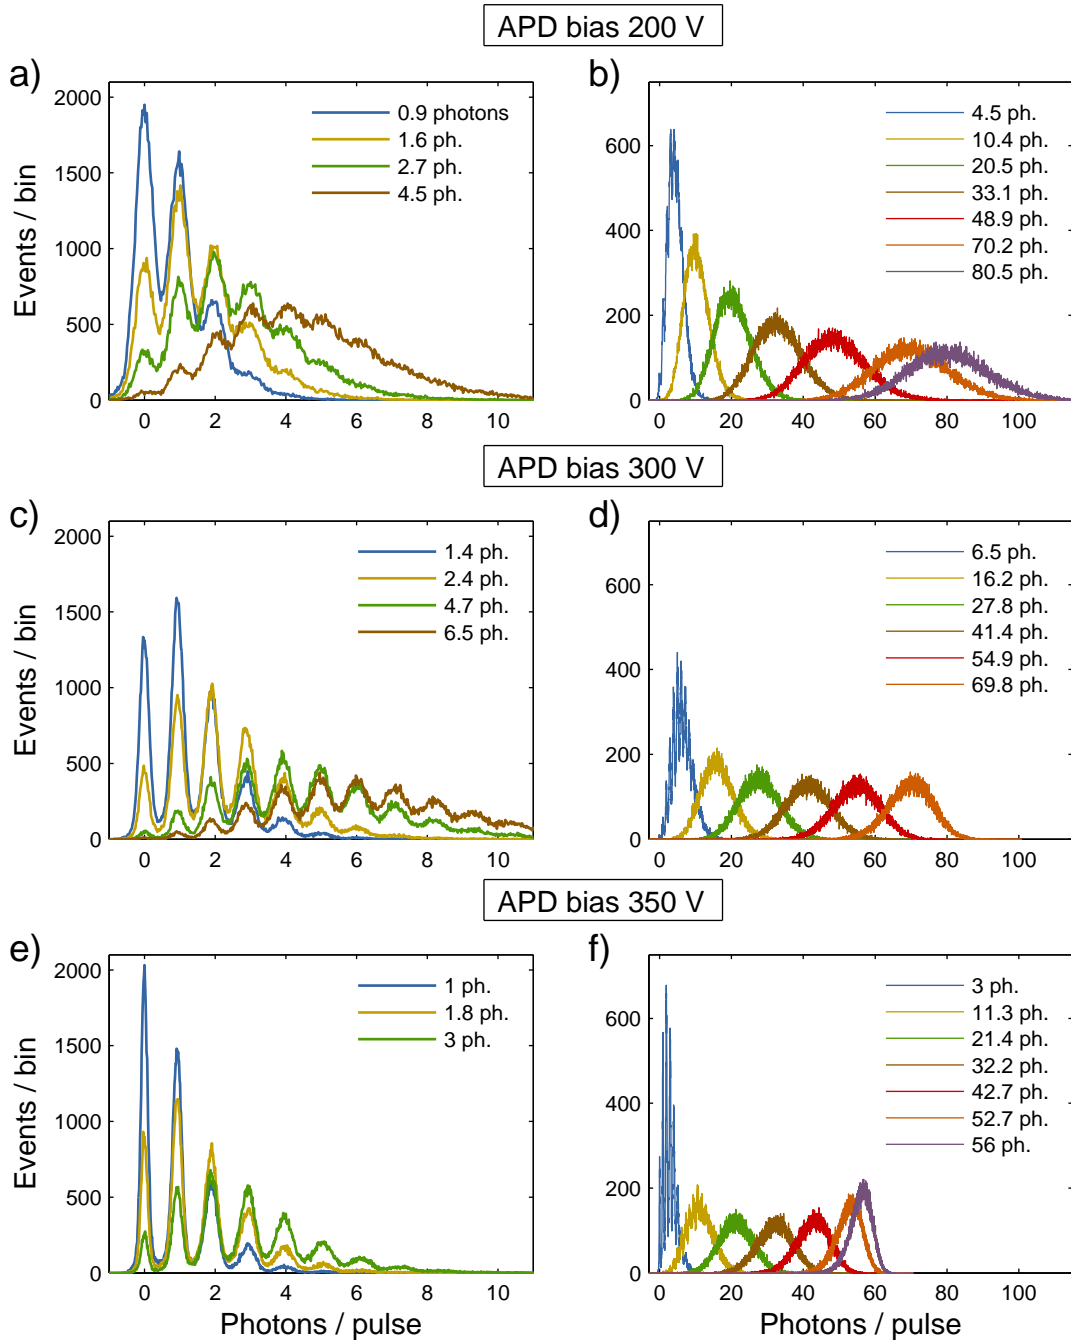 APD bias 200 V
a)
Events / bin
2000
1500
1000
500
0
0 2 4 6 8 10
0.9 photons
1.6 ph.
2.7 ph.
4.5 ph.
b)
600
400
200
0
0 20 40 60 80 100
4.5 ph.
10.4 ph.
20.5 ph.
33.1 ph.
48.9 ph.
70.2 ph.
80.5 ph.
APD bias 300 V
c)
Events / bin
2000
1500
1000
500
0
0 2 4 6 8 10
1.4 ph.
2.4 ph.
4.7 ph.
6.5 ph.
d)
600
400
200
0
0 20 40 60 80 100
6.5 ph.
16.2 ph.
27.8 ph.
41.4 ph.
54.9 ph.
69.8 ph.
APD bias 350 V
e)
Events / bin
2000
1500
1000
500
0
0 2 4 6 8 10
Photons / pulse
1 ph.
1.8 ph.
3 ph.
f)
600
400
200
0
0 20 40 60 80 100
Photons / pulse
3 ph.
11.3 ph.
21.4 ph.
32.2 ph.
42.7 ph.
52.7 ph.
56 ph.